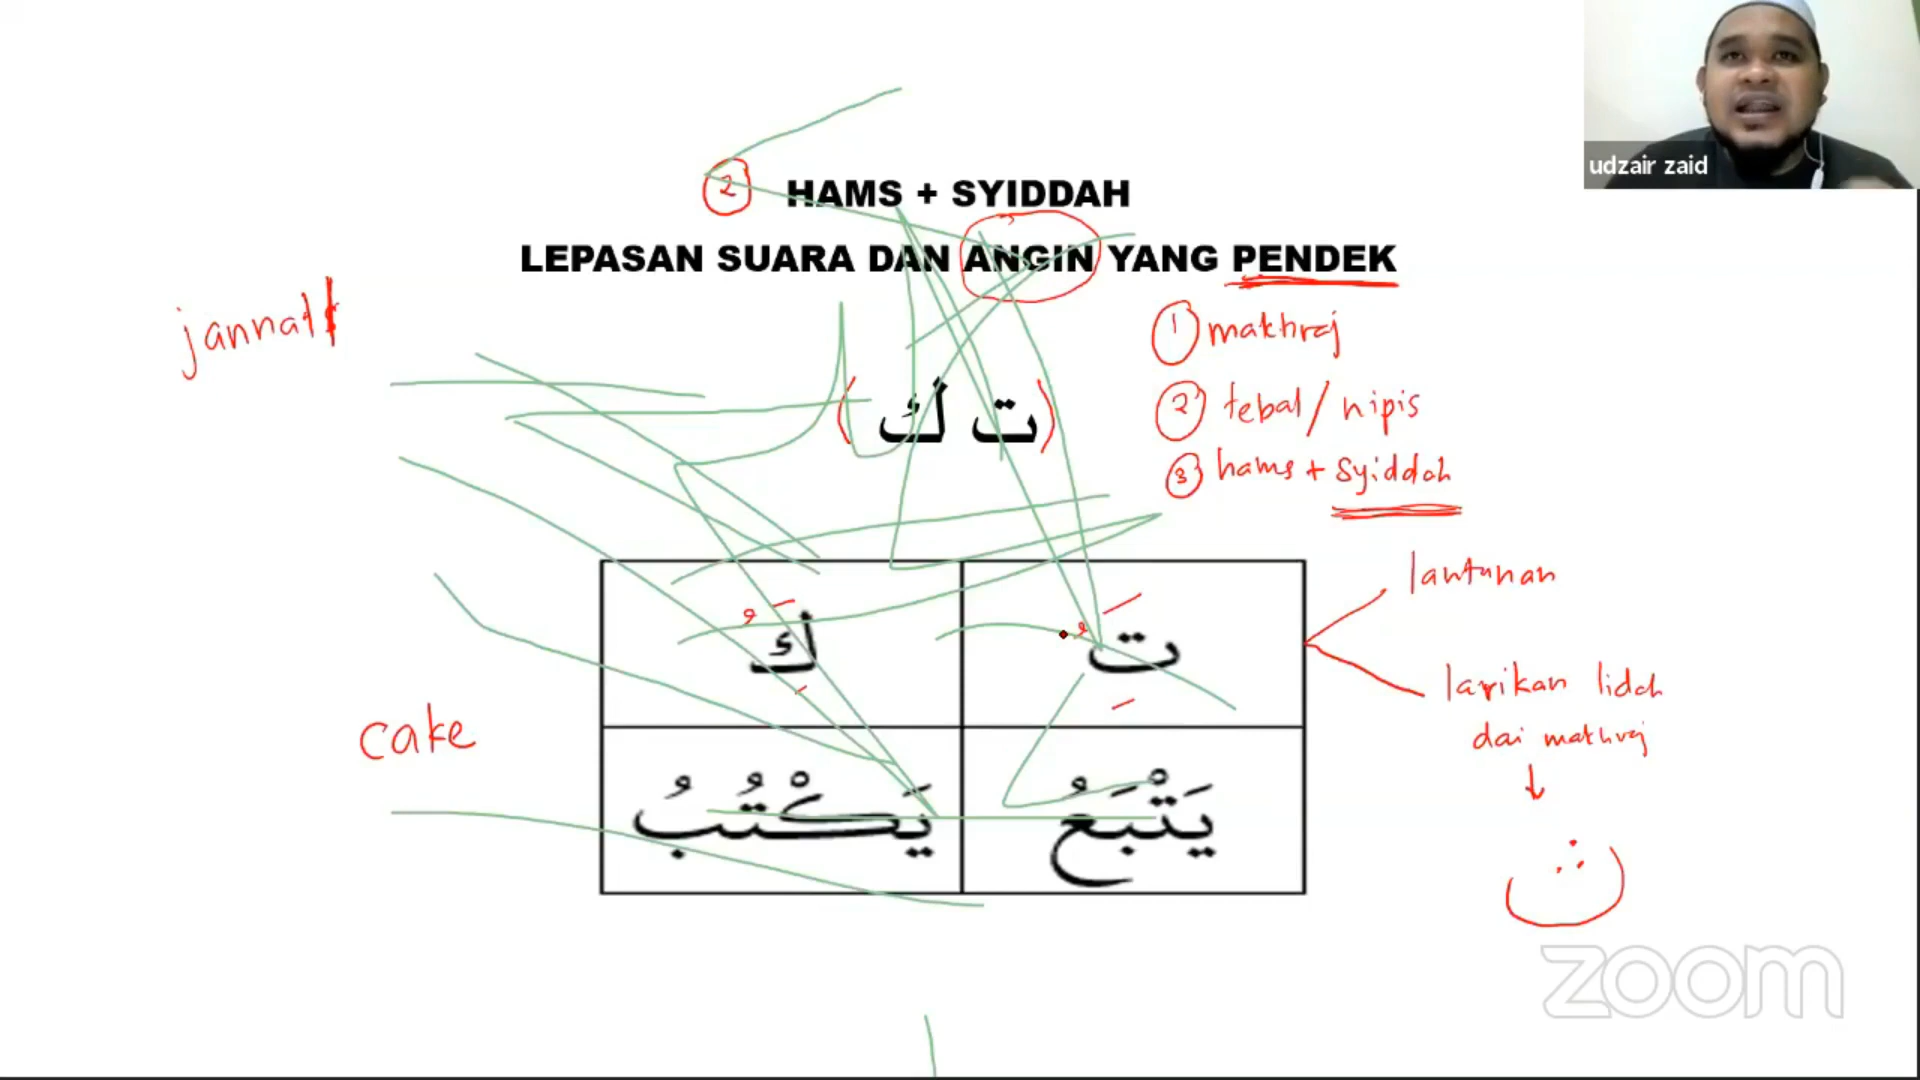 udzair zaid
② HAMS + SYIDDAH
LEPASAN SUARA DAN ANGIN YANG PENDEK
jannat
① makhraj
(ت ك)
② tebal / nipis
③ hams + syiddah
lantunan
ت ك
larikan lidah
dari makhraj
cake
يَتْبَعُ يَكْتُبُ
ث
zoom